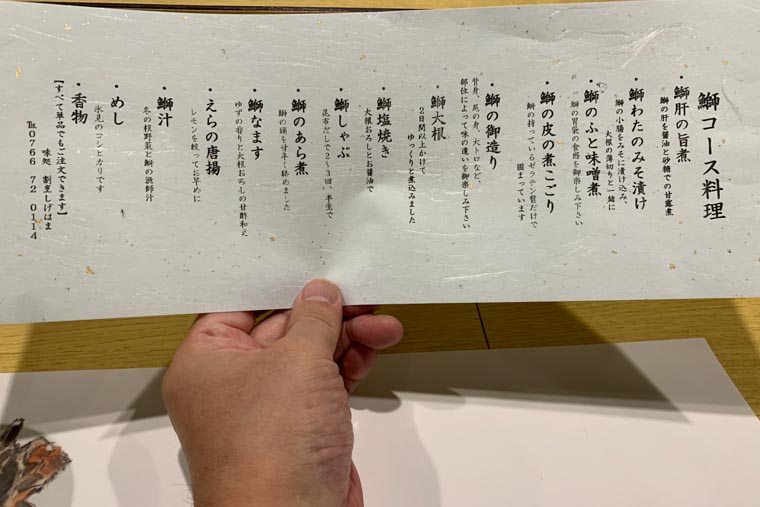 鰤コース料理
・鰤肝の旨煮
鰤の肝を醤油と砂糖での甘露煮
・鰤わたのみそ漬け
鰤の小腸をみそに漬け込み、
大根の薄切りと一緒に
・鰤のふと味噌煮
鰤の胃袋の食感を御楽しみ下さい
・鰤の皮の煮こごり
鰤の持っているゼラチン質だけで
固まっています
・鰤の御造り
背身、尾の身、大トロなど、
部位によって味の違いを御楽しみ下さい
・鰤大根
2日間以上かけて
ゆっくりと煮込みました
・鰤塩焼き
大根おろしとお醤油で
・鰤しゃぶ
昆布だしで2〜3回、半生で
・鰤のあら煮
鰤の頭を甘辛く絡めました
・鰤なます
ゆずの香りと大根おろしの甘酢和え
・えらの唐揚
レモンを絞ってお早めに
・鰤汁
冬の根野菜と鰤の漁師汁
・めし
氷見のコシヒカリです
・香物
【すべて単品でもご注文できます】
味処 割烹しげはま
℡0766 72 0114